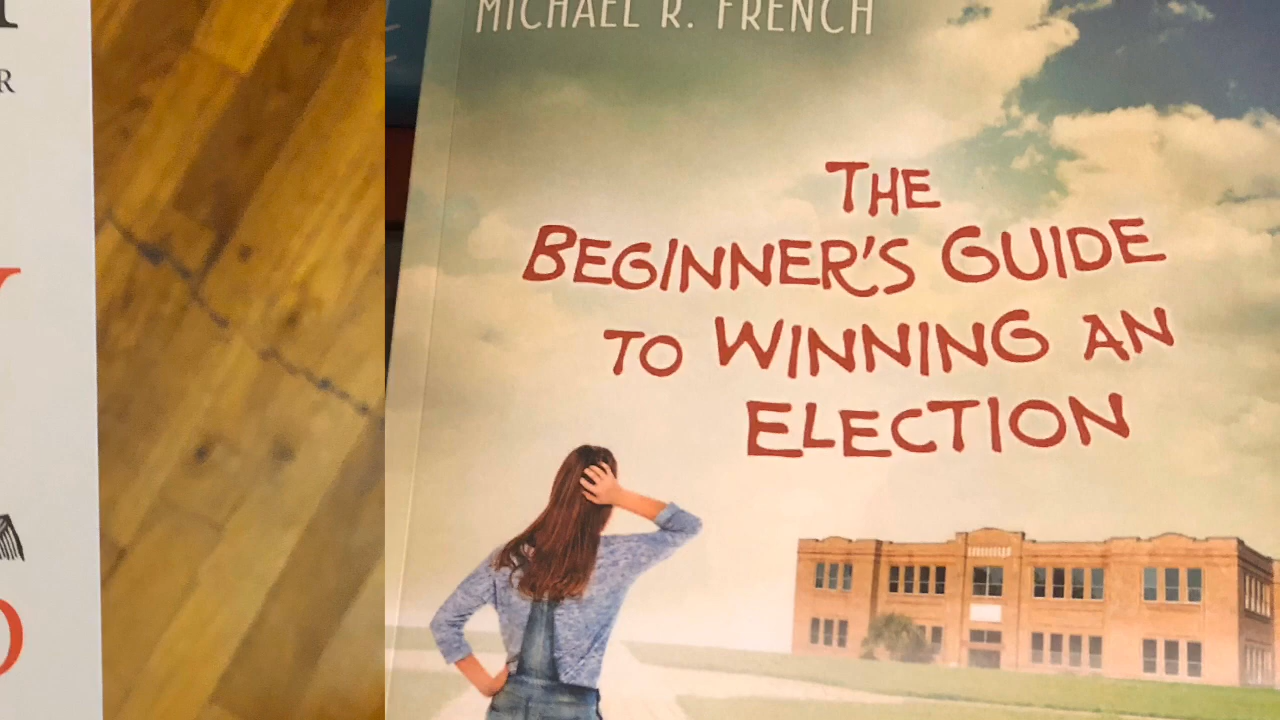 MICHAEL R. FRENCH
THE
BEGINNER'S GUIDE
TO WINNING AN
ELECTION
R
O